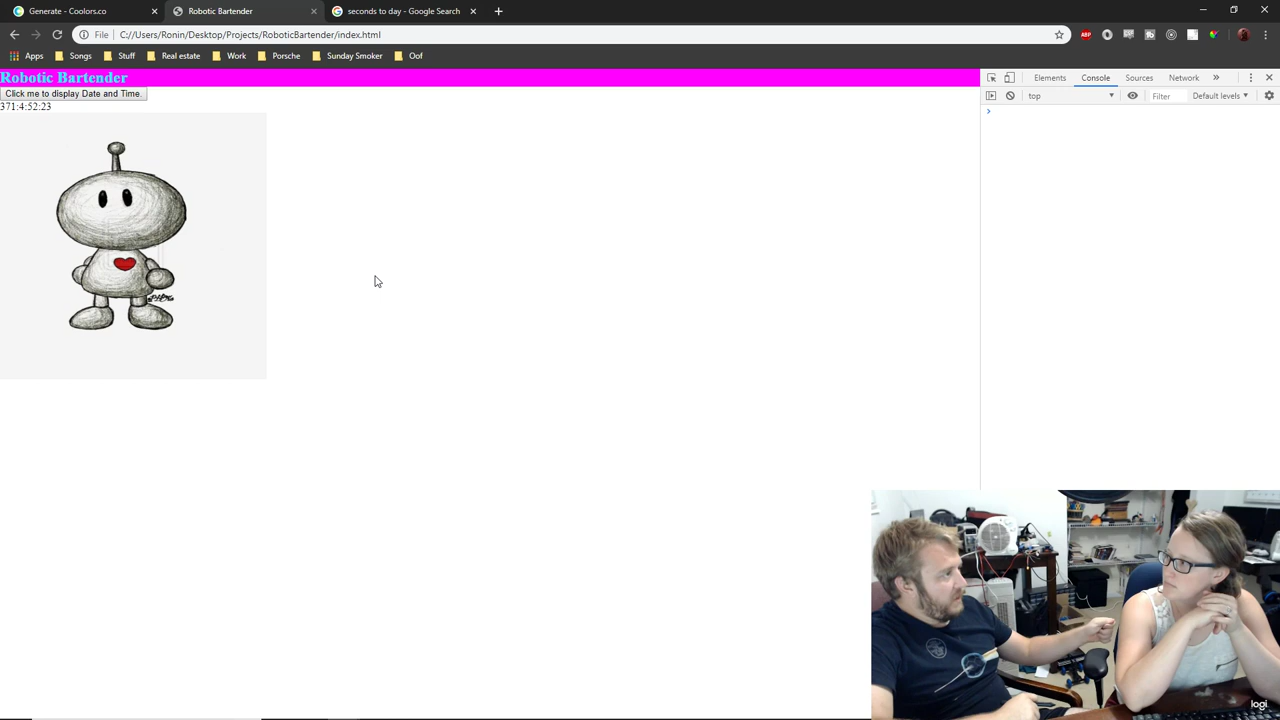 Generate - Coolors.co
Robotic Bartender
seconds to day - Google Search
File
C://Users/Ronin/Desktop/Projects/RoboticBartender/index.html
ABP
Apps
Songs
Stuff
Real estate
Work
Porsche
Sunday Smoker
Oof
Robotic Bartender
Click me to display Date and Time.
371:4:52:23
Elements
Console
Sources
Network
top
Filter
Default levels
logi